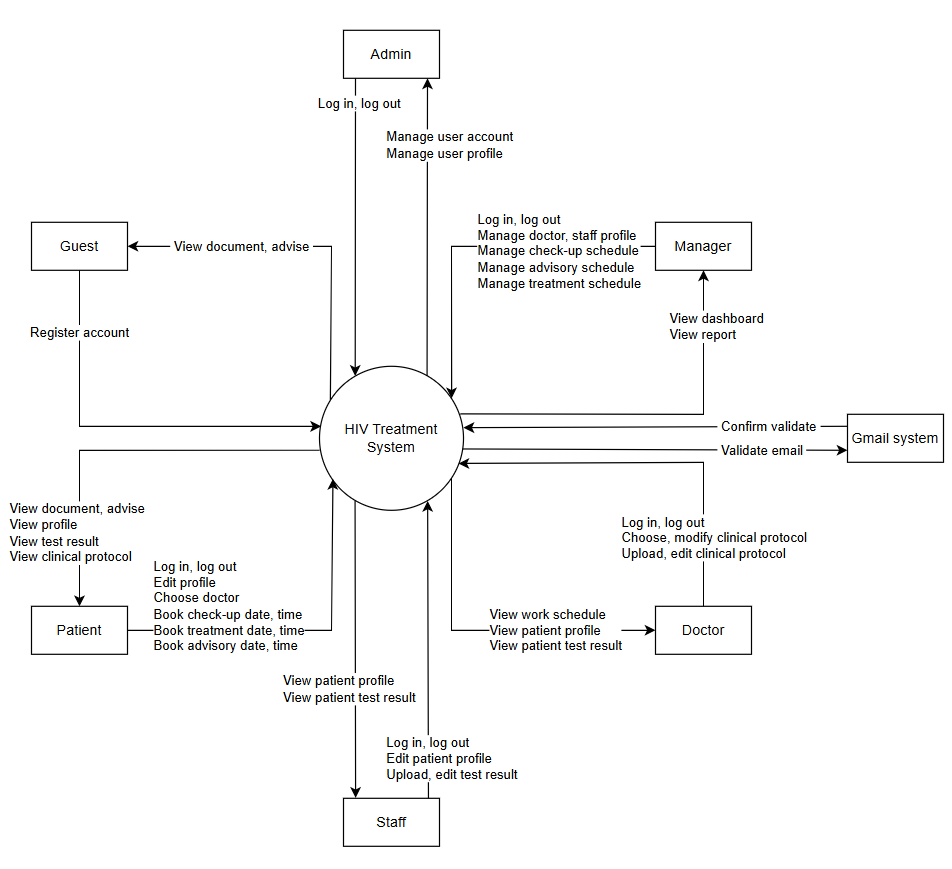 Admin
Log in, log out
Manage user account
Manage user profile
Guest
View document, advise
Log in, log out
Manage doctor, staff profile
Manage check-up schedule
Manage advisory schedule
Manage treatment schedule
Manager
Register account
View dashboard
View report
HIV Treatment
System
Confirm validate
Validate email
Gmail system
View document, advise
View profile
View test result
View clinical protocol
Log in, log out
Choose, modify clinical protocol
Upload, edit clinical protocol
Patient
Log in, log out
Edit profile
Choose doctor
Book check-up date, time
Book treatment date, time
Book advisory date, time
View work schedule
View patient profile
View patient test result
Doctor
View patient profile
View patient test result
Log in, log out
Edit patient profile
Upload, edit test result
Staff